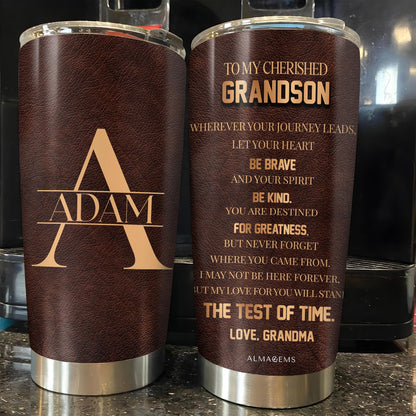 A
ADAM
TO MY CHERISHED
GRANDSON
WHEREVER YOUR JOURNEY LEADS,
LET YOUR HEART
BE BRAVE
AND YOUR SPIRIT
BE KIND.
YOU ARE DESTINED
FOR GREATNESS,
BUT NEVER FORGET
WHERE YOU CAME FROM.
I MAY NOT BE HERE FOREVER,
BUT MY LOVE FOR YOU WILL STAND
THE TEST OF TIME.
LOVE, GRANDMA
ALMAGEMS